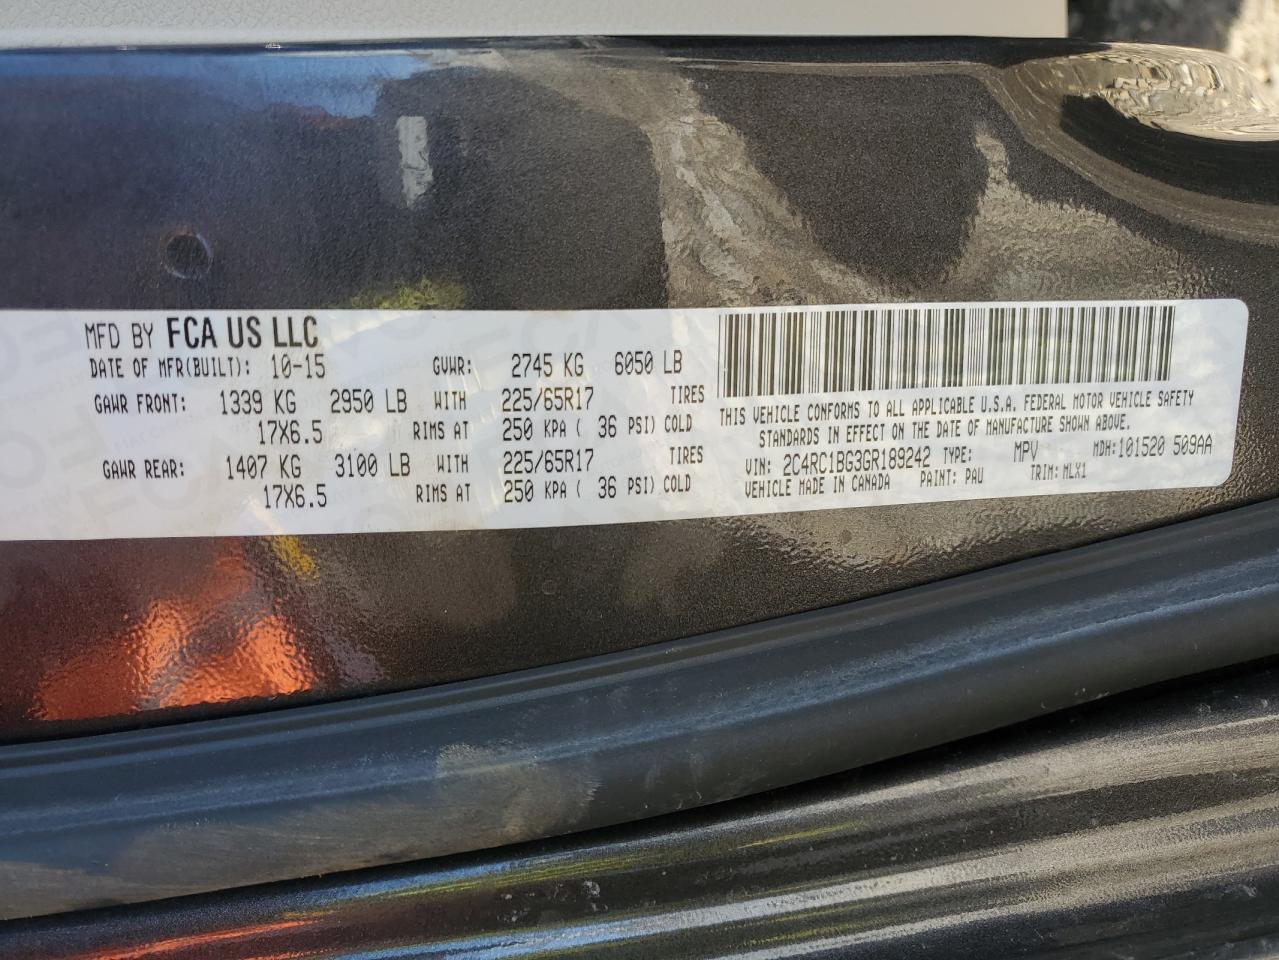 MFD BY FCA US LLC
DATE OF MFR(BUILT): 10-15 GVWR: 2745 KG 6050 LB
GAWR FRONT: 1339 KG 2950 LB WITH 225/65R17 TIRES
17X6.5 RIMS AT 250 KPA ( 36 PSI) COLD
GAWR REAR: 1407 KG 3100 LB WITH 225/65R17 TIRES
17X6.5 RIMS AT 250 KPA ( 36 PSI) COLD
THIS VEHICLE CONFORMS TO ALL APPLICABLE U.S.A. FEDERAL MOTOR VEHICLE SAFETY
STANDARDS IN EFFECT ON THE DATE OF MANUFACTURE SHOWN ABOVE.
VIN: 2C4RC1BG3GR189242 TYPE: MPV MDH: 101520 509AA
VEHICLE MADE IN CANADA PAINT: PAU TRIM: MLX1